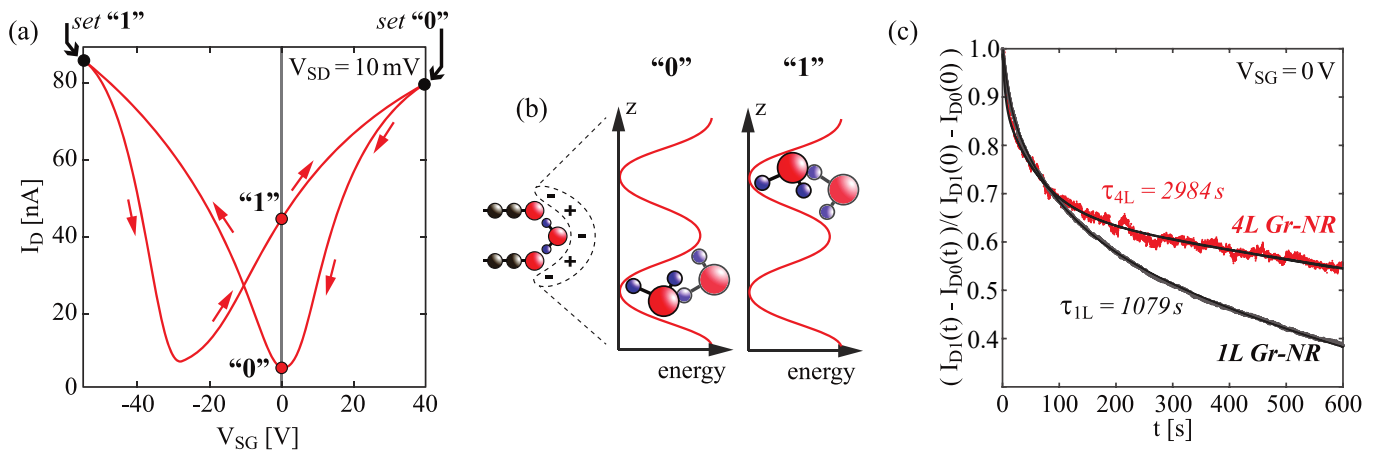 (a)
set “1”
set “0”
V_SD = 10 mV
I_D [nA]
80
60
40
20
0
“1”
“0”
-40
-20
0
20
40
V_SG [V]
(b)
“0”
“1”
z
z
-
+
-
+
-
energy
energy
(c)
V_SG = 0 V
( I_D1(t) - I_D0(t) )/( I_D1(0) - I_D0(0) )
1.0
0.9
0.8
0.7
0.6
0.5
0.4
τ_4L = 2984 s
4L Gr-NR
τ_1L = 1079 s
1L Gr-NR
0
100
200
300
400
500
600
t [s]